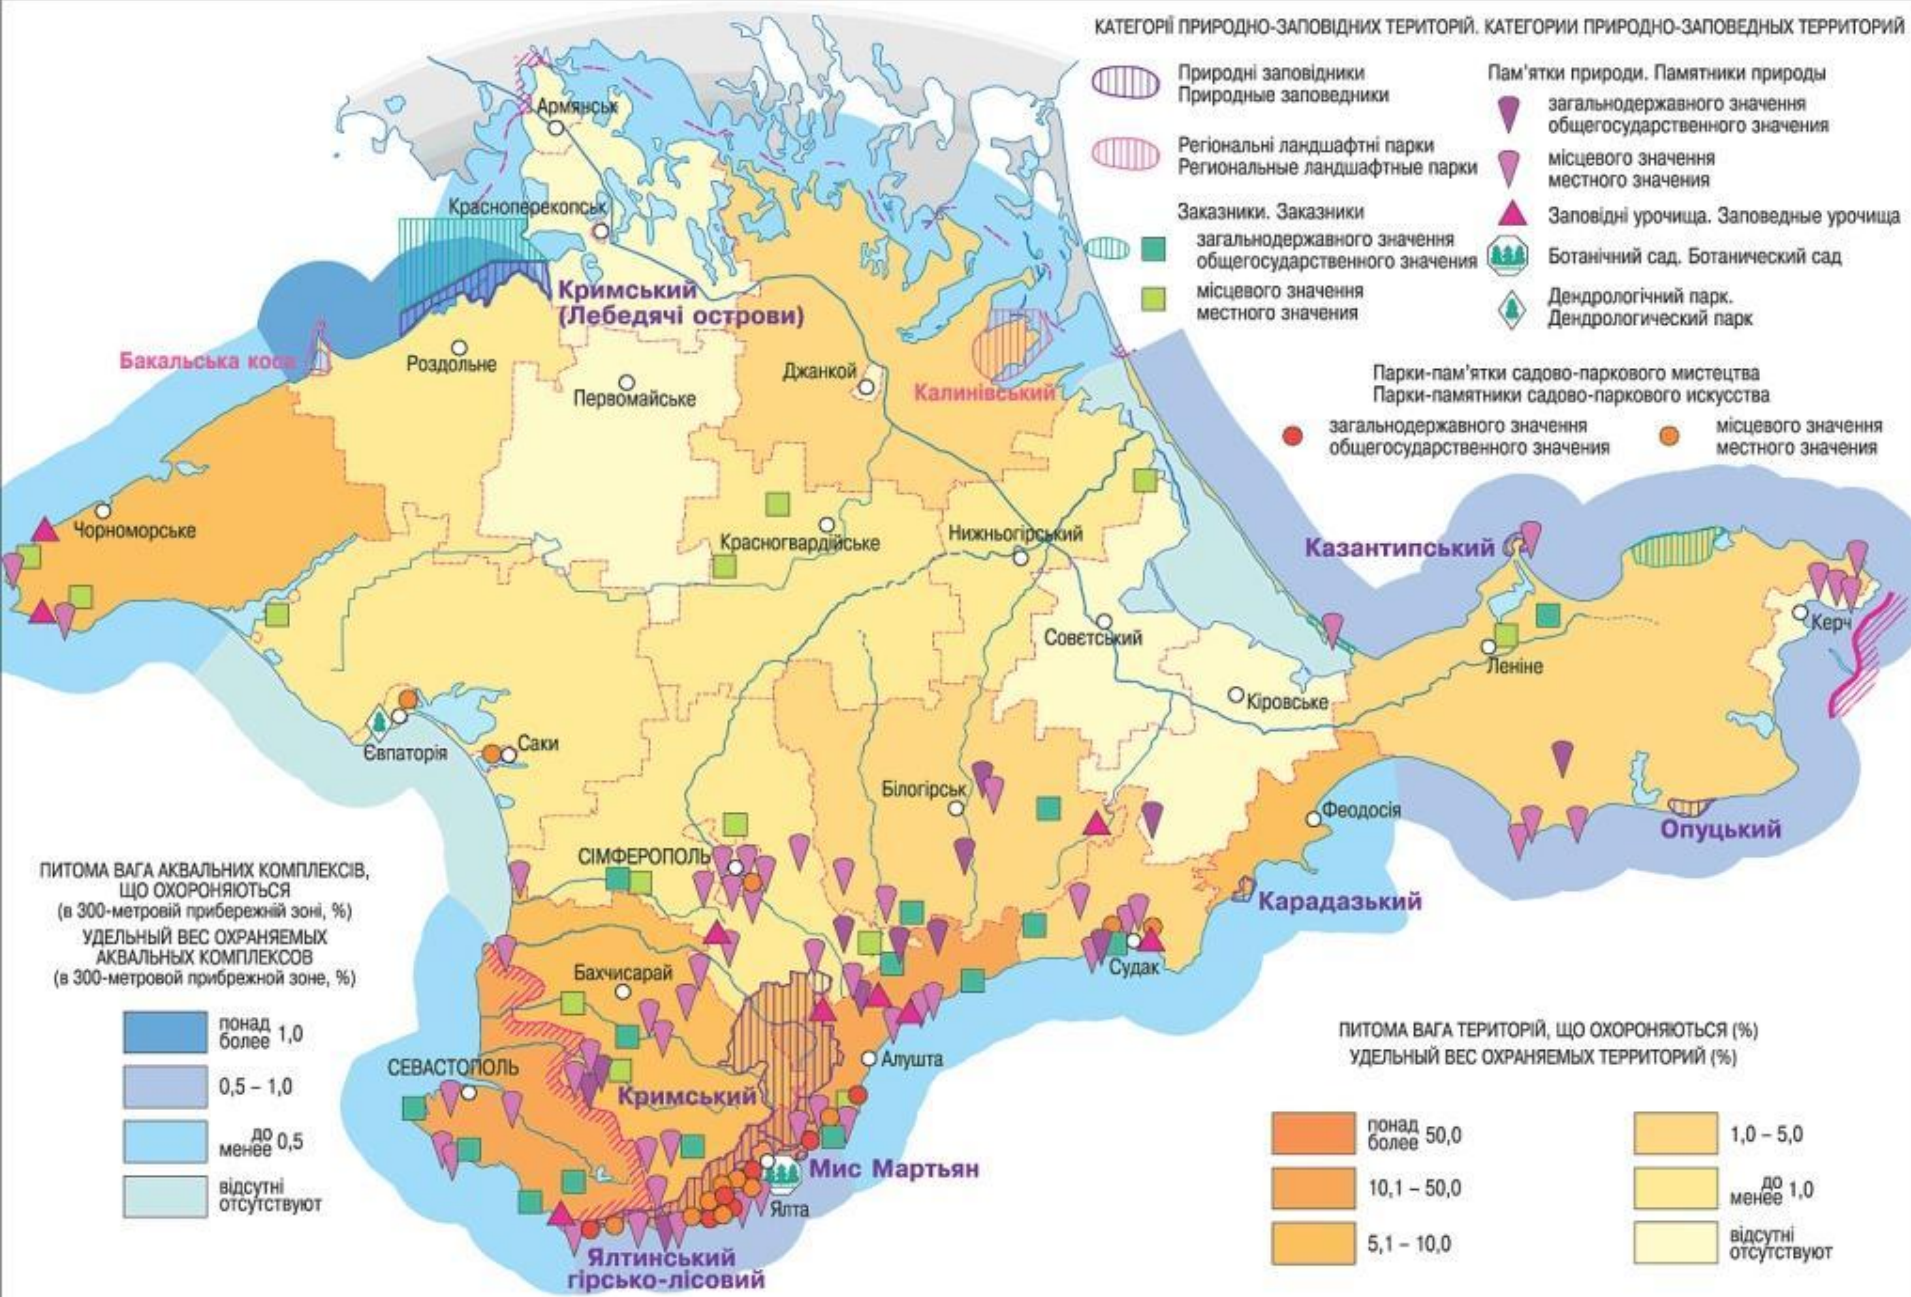 КАТЕГОРІЇ ПРИРОДНО-ЗАПОВІДНИХ ТЕРИТОРІЙ. КАТЕГОРИИ ПРИРОДНО-ЗАПОВЕДНЫХ ТЕРРИТОРИЙ
Природні заповідники
Природные заповедники
Регіональні ландшафтні парки
Региональные ландшафтные парки
Заказники. Заказники
загальнодержавного значення
общегосударственного значения
місцевого значення
местного значения
Пам'ятки природи. Памятники природы
загальнодержавного значення
общегосударственного значения
місцевого значення
местного значения
Заповідні урочища. Заповедные урочища
Ботанічний сад. Ботанический сад
Дендрологічний парк.
Дендрологический парк
Парки-пам'ятки садово-паркового мистецтва
Парки-памятники садово-паркового искусства
загальнодержавного значення
общегосударственного значения
місцевого значення
местного значения
Армянськ
Красноперекопськ
Кримський
(Лебедячі острови)
Бакальська коса
Роздольне
Первомайське
Джанкой
Калинівський
Чорноморське
Красногвардійське
Нижньогірський
Казантипський
Керч
Совєтський
Леніне
Кіровське
Євпаторія
Саки
Білогірськ
Феодосія
Опуцький
СІМФЕРОПОЛЬ
Карадазький
Судак
Бахчисарай
СЕВАСТОПОЛЬ
Алушта
Кримський
Мис Мартьян
Ялта
Ялтинський
гірсько-лісовий
ПИТОМА ВАГА АКВАЛЬНИХ КОМПЛЕКСІВ,
ЩО ОХОРОНЯЮТЬСЯ
(в 300-метровій прибережній зоні, %)
УДЕЛЬНЫЙ ВЕС ОХРАНЯЕМЫХ
АКВАЛЬНЫХ КОМПЛЕКСОВ
(в 300-метровой прибрежной зоне, %)
понад
более 1,0
0,5 – 1,0
до
менее 0,5
відсутні
отсутствуют
ПИТОМА ВАГА ТЕРИТОРІЙ, ЩО ОХОРОНЯЮТЬСЯ (%)
УДЕЛЬНЫЙ ВЕС ОХРАНЯЕМЫХ ТЕРРИТОРИЙ (%)
понад
более 50,0
10,1 – 50,0
5,1 – 10,0
1,0 – 5,0
до
менее 1,0
відсутні
отсутствуют